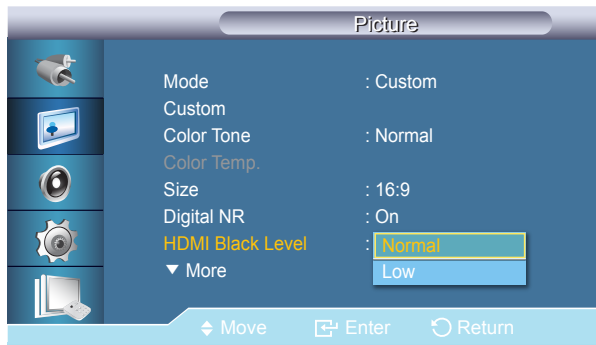 Picture
Mode : Custom
Custom
Color Tone : Normal
Color Temp.
Size : 16:9
Digital NR : On
HDMI Black Level : Normal
Low
▼ More
Move Enter Return